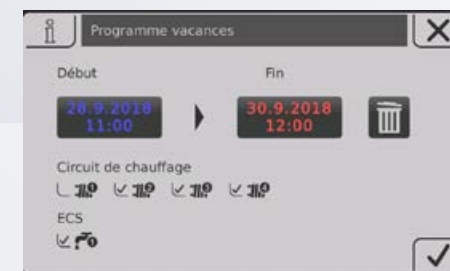 Programme vacances
Début
Fin
28.9.2018
11:00
30.9.2018
12:00
Circuit de chauffage
ECS